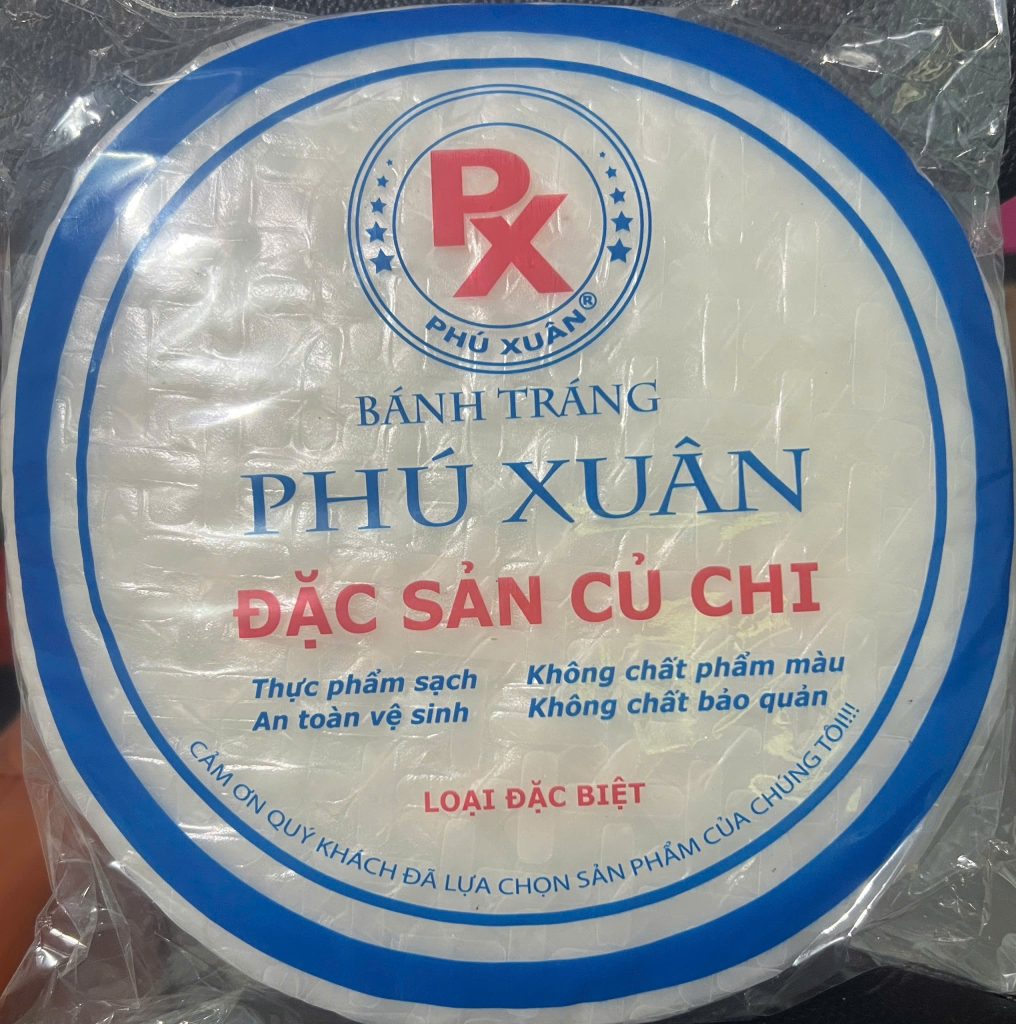 PX
PHÚ XUÂN®
BÁNH TRÁNG
PHÚ XUÂN
ĐẶC SẢN CỦ CHI
Thực phẩm sạch
An toàn vệ sinh
Không chất phẩm màu
Không chất bảo quản
LOẠI ĐẶC BIỆT
CẢM ƠN QUÝ KHÁCH ĐÃ LỰA CHỌN SẢN PHẨM CỦA CHÚNG TÔI!!!